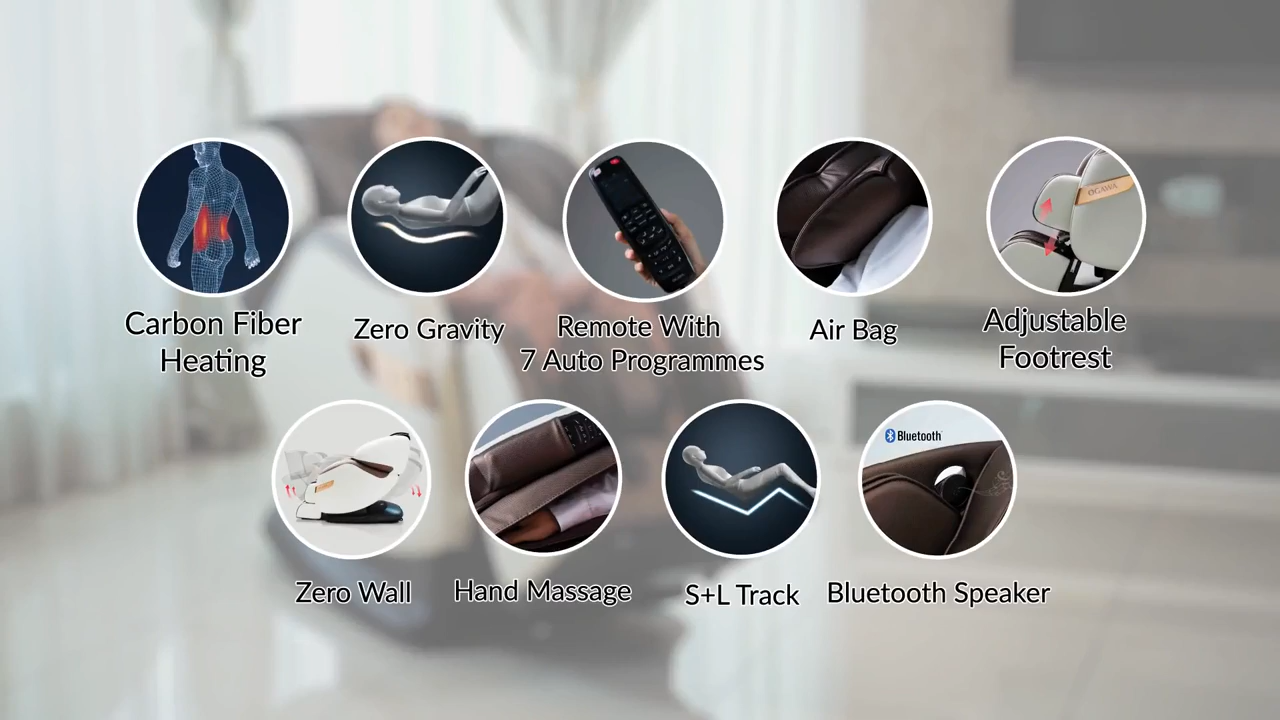 OGAWA
Carbon Fiber
Heating
Zero Gravity
Remote With
7 Auto Programmes
Air Bag
Adjustable
Footrest
Bluetooth
Zero Wall
Hand Massage
S+L Track
Bluetooth Speaker